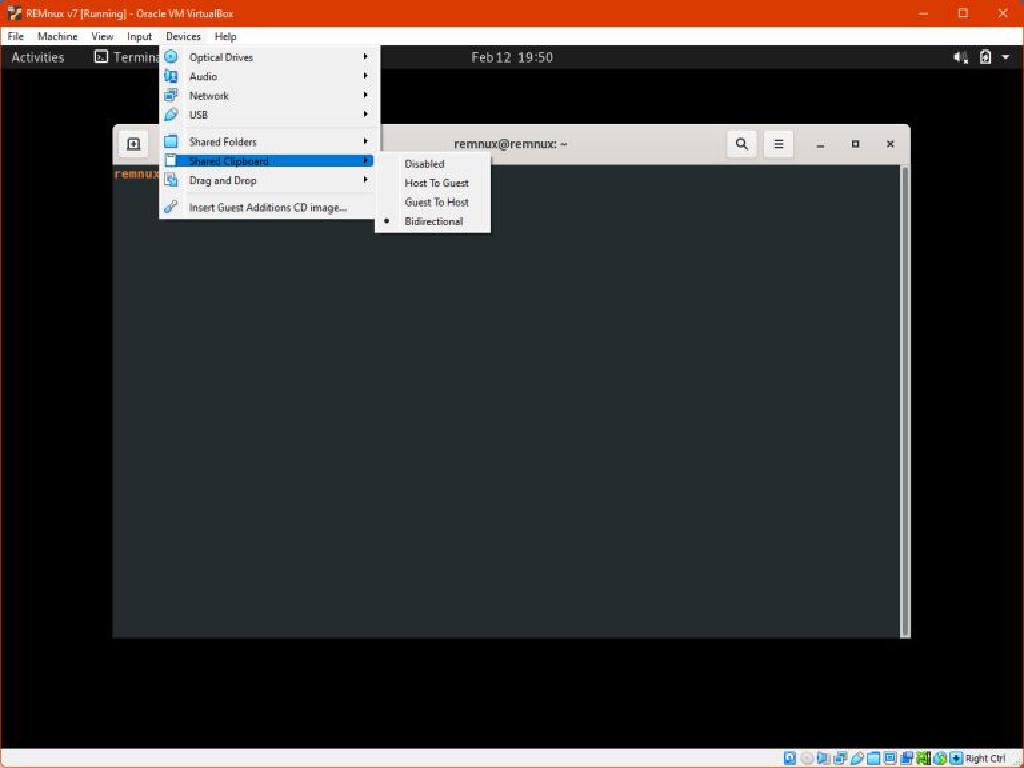 REMnux v7 [Running] - Oracle VM VirtualBox
File Machine View Input Devices Help
Activities Termina Feb 12 19:50
Optical Drives
Audio
Network
USB
Shared Folders
Shared Clipboard
Drag and Drop
Insert Guest Additions CD image...
Disabled
Host To Guest
Guest To Host
Bidirectional
remnux@remnux: ~
remnux
Right Ctrl